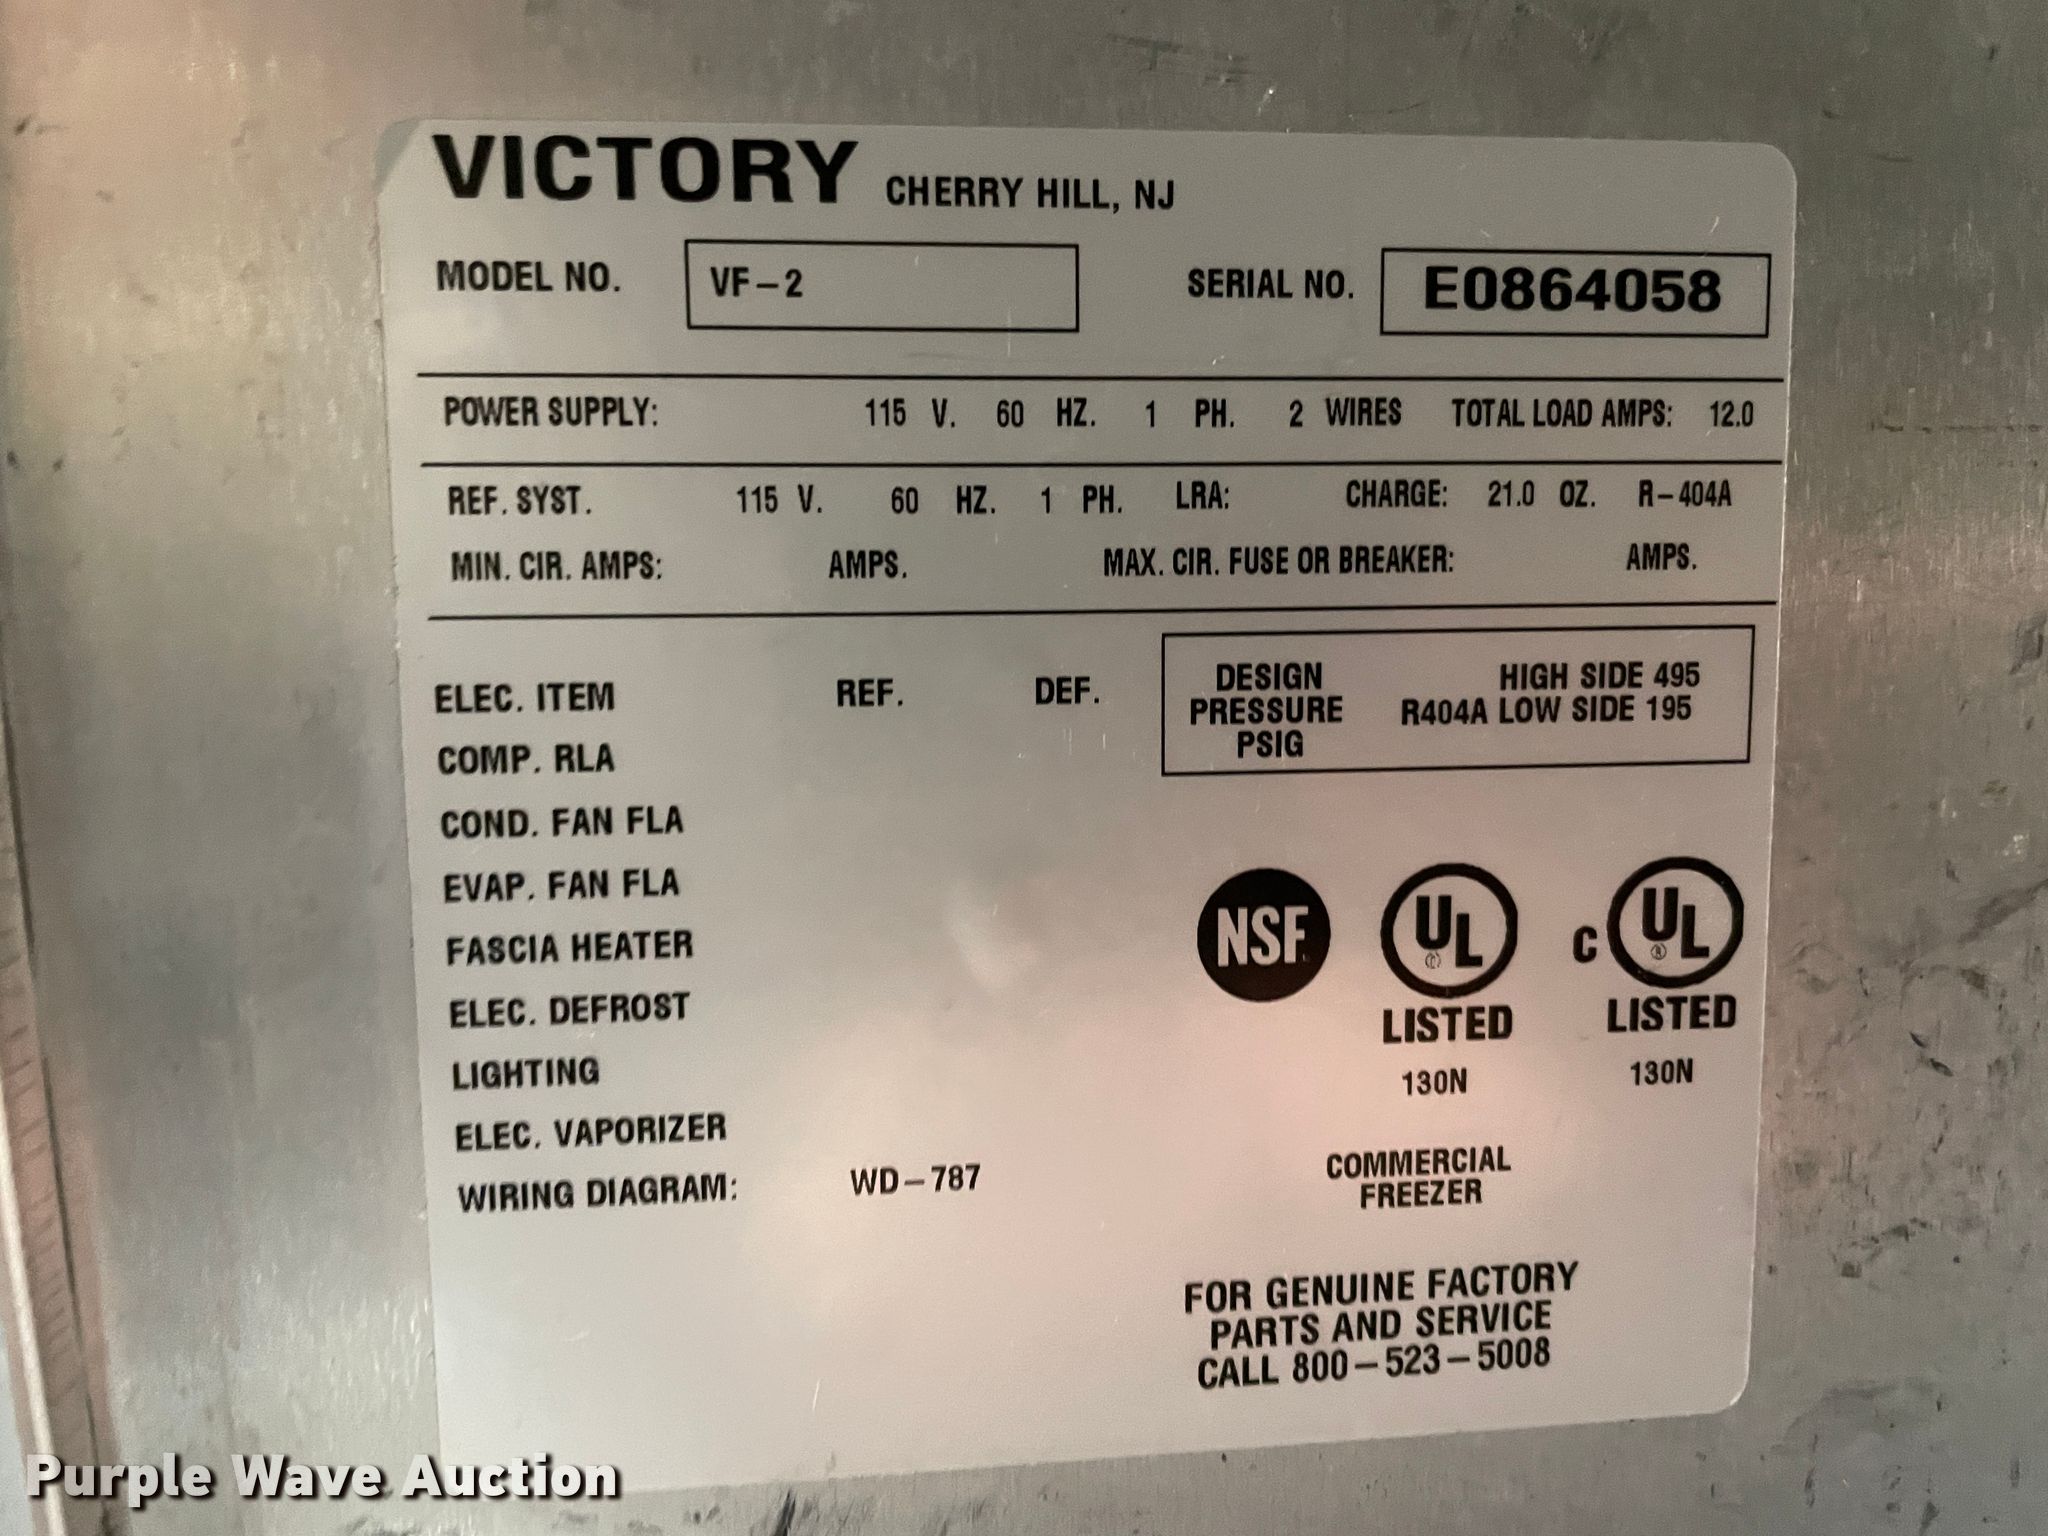 VICTORY CHERRY HILL, NJ
MODEL NO. VF-2 SERIAL NO. E0864058
POWER SUPPLY: 115 V. 60 HZ. 1 PH. 2 WIRES TOTAL LOAD AMPS: 12.0
REF. SYST. 115 V. 60 HZ. 1 PH. LRA: CHARGE: 21.0 OZ. R-404A
MIN. CIR. AMPS: AMPS. MAX. CIR. FUSE OR BREAKER: AMPS.
ELEC. ITEM REF. DEF.
COMP. RLA
COND. FAN FLA
EVAP. FAN FLA
FASCIA HEATER
ELEC. DEFROST
LIGHTING
ELEC. VAPORIZER
WIRING DIAGRAM: WD-787
DESIGN HIGH SIDE 495
PRESSURE R404A LOW SIDE 195
PSIG
NSF UL C UL ®
LISTED LISTED
130N 130N
COMMERCIAL
FREEZER
FOR GENUINE FACTORY
PARTS AND SERVICE
CALL 800-523-5008
Purple Wave Auction